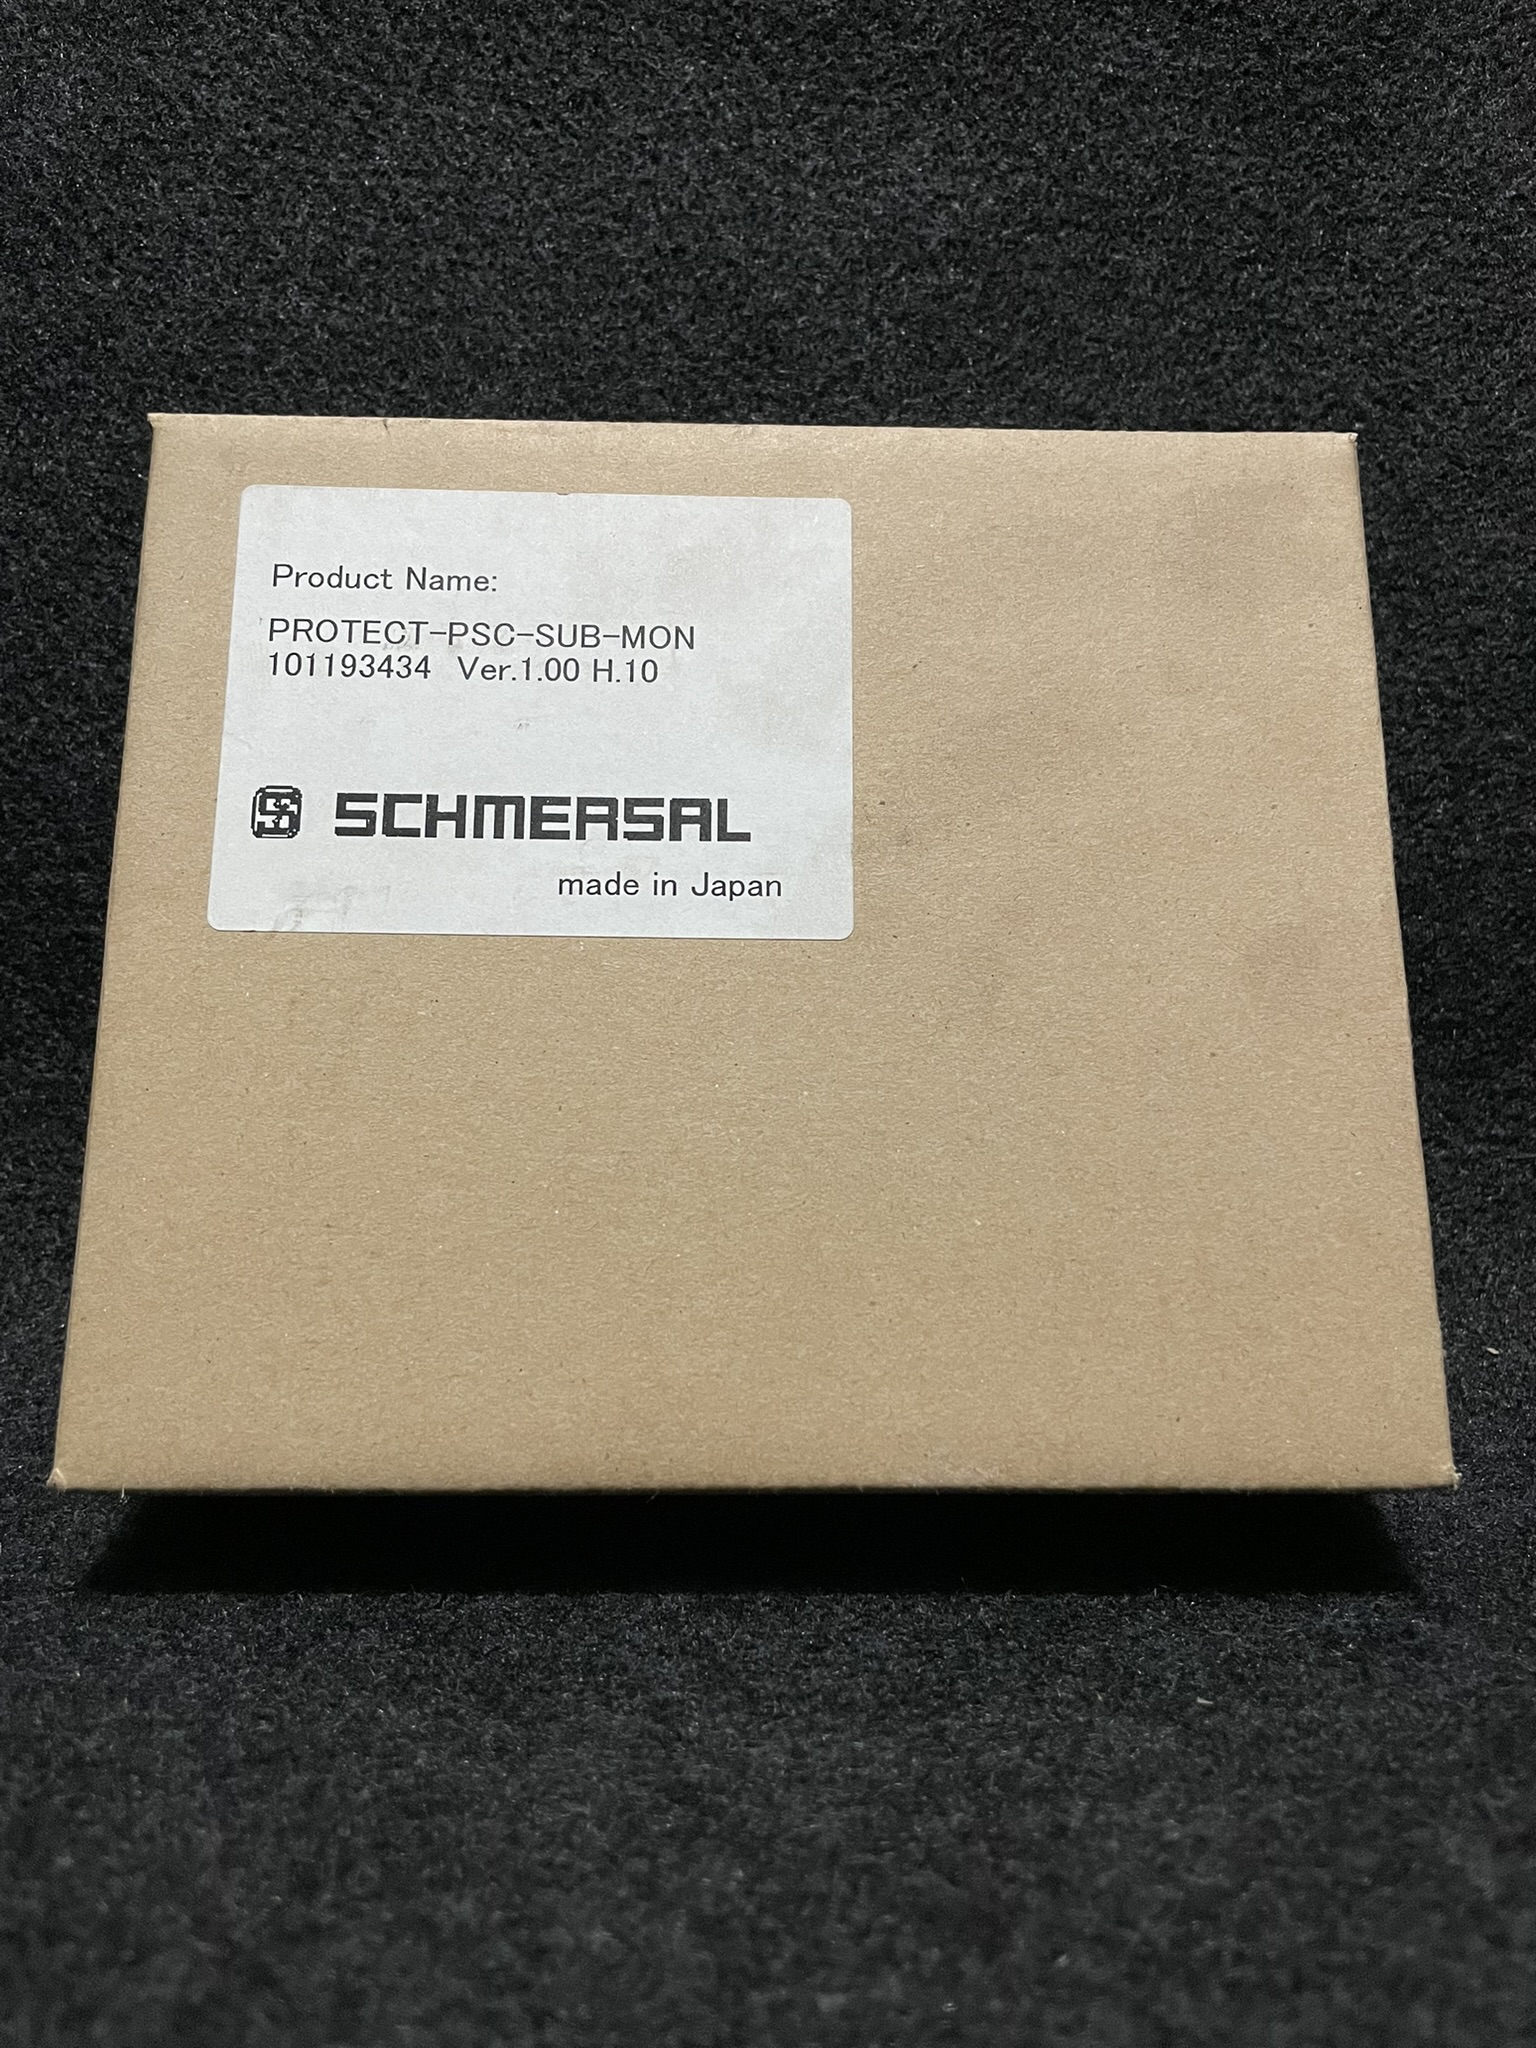 Product Name:
PROTECT-PSC-SUB-MON
101193434 Ver.1.00 H.10
SCHMERSAL
made in Japan